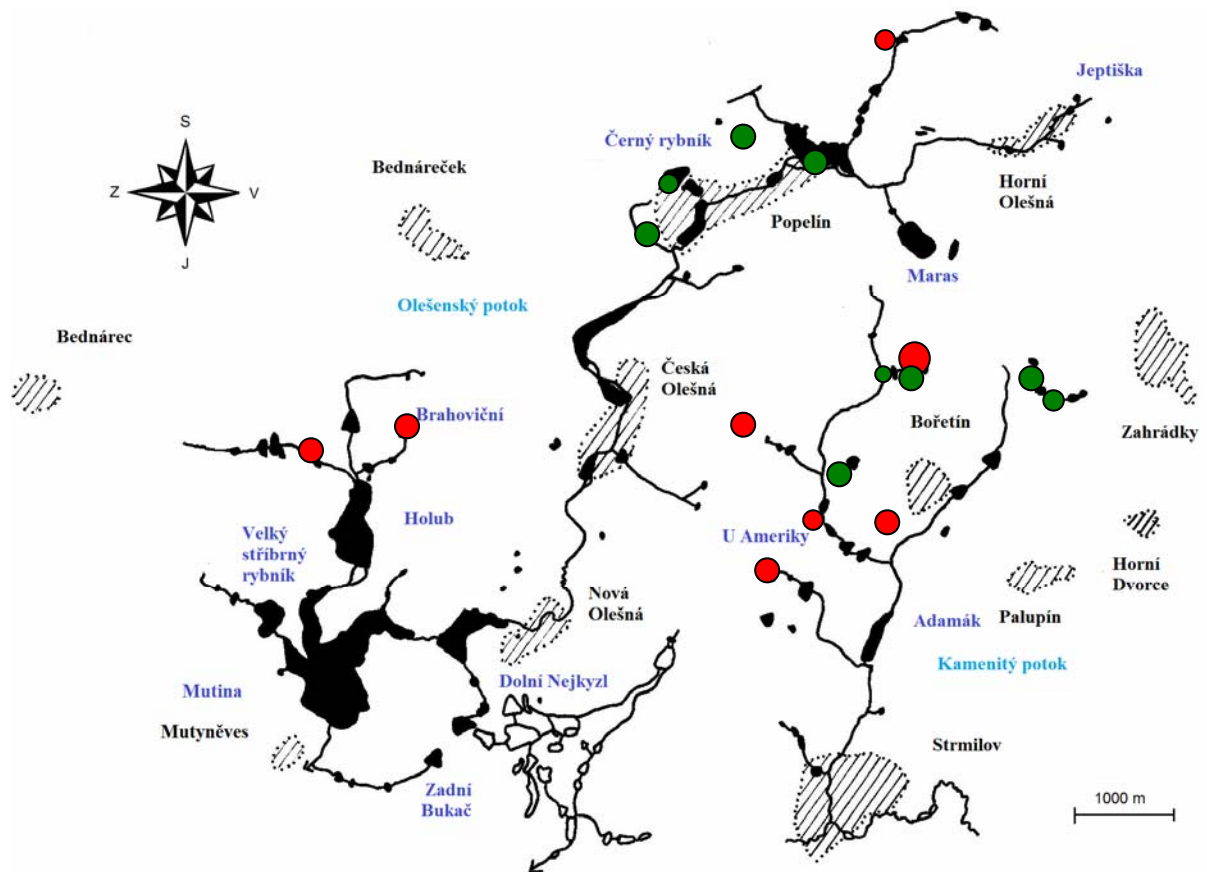 Jeptiška
S
Z
V
J
Černý rybník
Bednáreček
Horní
Olešná
Popelín
Maras
Olešenský potok
Bednárec
Česká
Olešná
Brahoviční
Bořetín
Zahrádky
Holub
Velký
stříbrný
rybník
U Ameriky
Horní
Dvorce
Nová
Olešná
Adamák
Palupín
Kamenitý potok
Mutina
Dolní Nejkyzl
Mutyněves
Strmilov
Zadní
Bukač
1000 m